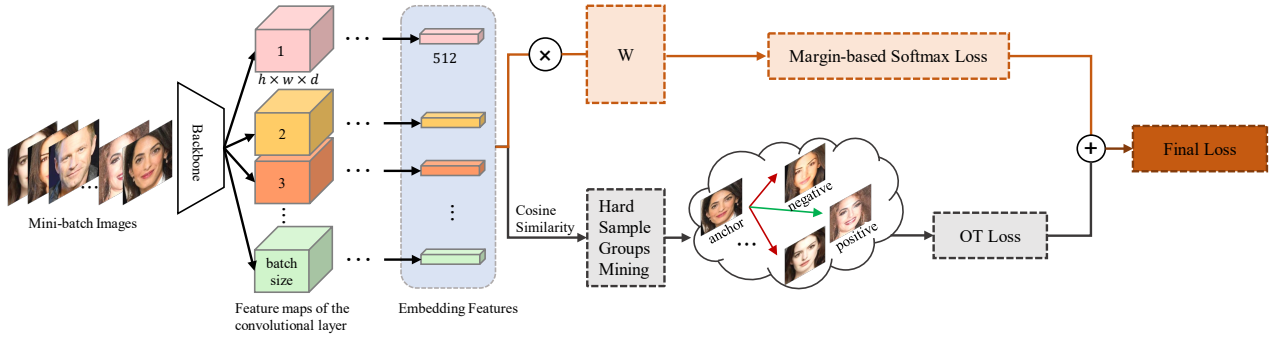 Mini-batch Images
Backbone
1
h × w × d
2
3
batch
size
Feature maps of the
convolutional layer
512
Embedding Features
W
Margin-based Softmax Loss
Cosine
Similarity
Hard
Sample
Groups
Mining
anchor
negative
positive
...
OT Loss
+
Final Loss